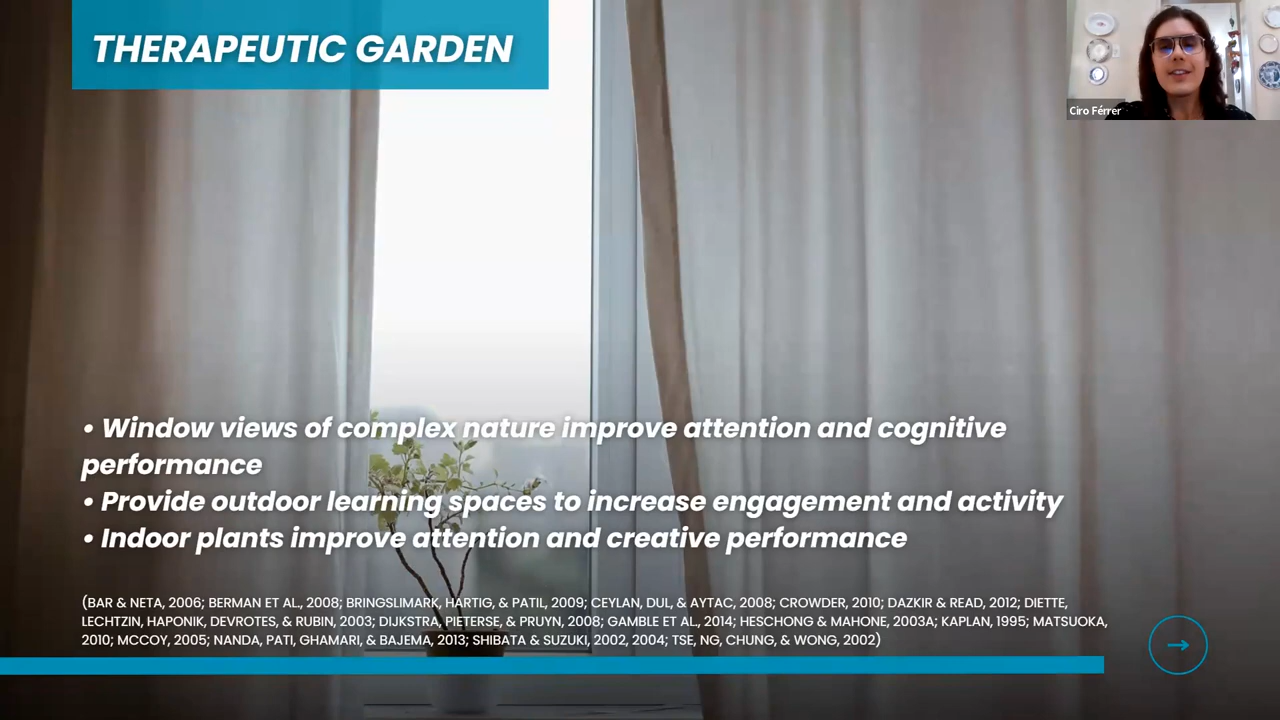 THERAPEUTIC GARDEN
Ciro Férrer
• Window views of complex nature improve attention and cognitive
performance
• Provide outdoor learning spaces to increase engagement and activity
• Indoor plants improve attention and creative performance
(BAR & NETA, 2006; BERMAN ET AL., 2008; BRINGSLIMARK, HARTIG, & PATIL, 2009; CEYLAN, DUL, & AYTAC, 2008; CROWDER, 2010; DAZKIR & READ, 2012; DIETTE,
LECHTZIN, HAPONIK, DEVROTES, & RUBIN, 2003; DIJKSTRA, PIETERSE, & PRUYN, 2008; GAMBLE ET AL., 2014; HESCHONG & MAHONE, 2003A; KAPLAN, 1995; MATSUOKA,
2010; MCCOY, 2005; NANDA, PATI, GHAMARI, & BAJEMA, 2013; SHIBATA & SUZUKI, 2002, 2004; TSE, NG, CHUNG, & WONG, 2002)